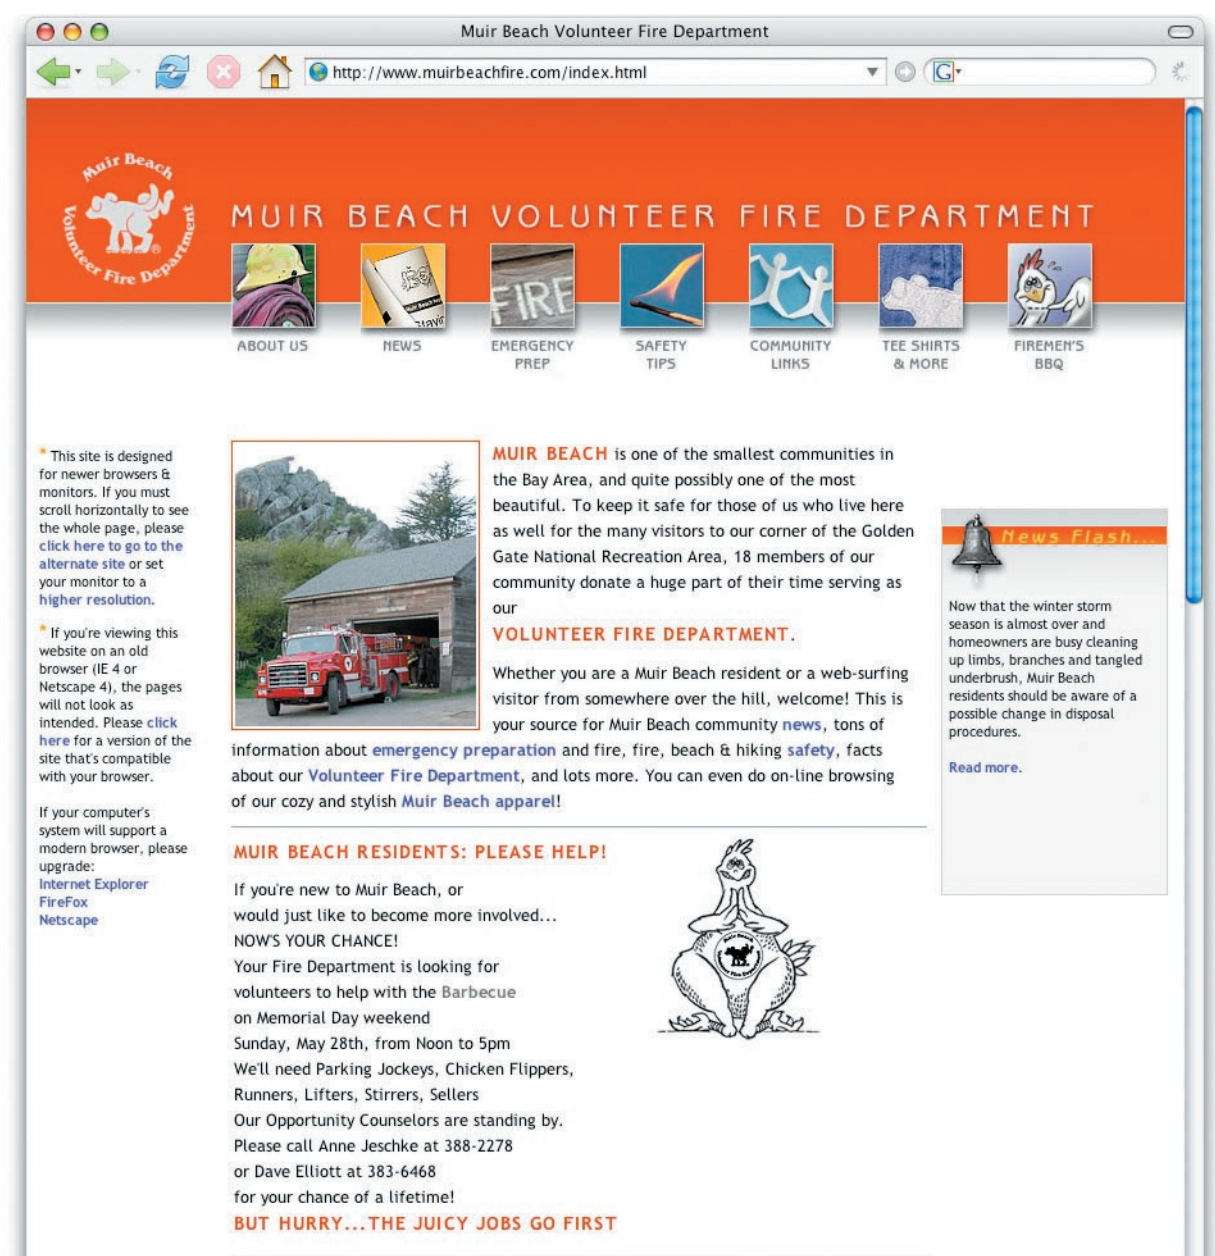 Muir Beach Volunteer Fire Department
http://www.muirbeachfire.com/index.html
G
Muir Beach
Volunteer Fire Department
MUIR BEACH VOLUNTEER FIRE DEPARTMENT
FIRE
ABOUT US
NEWS
EMERGENCY
PREP
SAFETY
TIPS
COMMUNITY
LINKS
TEE SHIRTS
& MORE
FIREMEN'S
BBQ
* This site is designed
for newer browsers &
monitors. If you must
scroll horizontally to see
the whole page, please
click here to go to the
alternate site or set
your monitor to a
higher resolution.
* If you're viewing this
website on an old
browser (IE 4 or
Netscape 4), the pages
will not look as
intended. Please click
here for a version of the
site that's compatible
with your browser.
If your computer's
system will support a
modern browser, please
upgrade:
Internet Explorer
FireFox
Netscape
MUIR BEACH is one of the smallest communities in
the Bay Area, and quite possibly one of the most
beautiful. To keep it safe for those of us who live here
as well for the many visitors to our corner of the Golden
Gate National Recreation Area, 18 members of our
community donate a huge part of their time serving as
our
VOLUNTEER FIRE DEPARTMENT.
Whether you are a Muir Beach resident or a web-surfing
visitor from somewhere over the hill, welcome! This is
your source for Muir Beach community news, tons of
information about emergency preparation and fire, fire, beach & hiking safety, facts
about our Volunteer Fire Department, and lots more. You can even do on-line browsing
of our cozy and stylish Muir Beach apparel!
MUIR BEACH RESIDENTS: PLEASE HELP!
If you're new to Muir Beach, or
would just like to become more involved...
NOW'S YOUR CHANCE!
Your Fire Department is looking for
volunteers to help with the Barbecue
on Memorial Day weekend
Sunday, May 28th, from Noon to 5pm
We'll need Parking Jockeys, Chicken Flippers,
Runners, Lifters, Stirrers, Sellers
Our Opportunity Counselors are standing by.
Please call Anne Jeschke at 388-2278
or Dave Elliott at 383-6468
for your chance of a lifetime!
BUT HURRY...THE JUICY JOBS GO FIRST
Muir Beach
Volunteer Fire Department
News Flash...
Now that the winter storm
season is almost over and
homeowners are busy cleaning
up limbs, branches and tangled
underbrush, Muir Beach
residents should be aware of a
possible change in disposal
procedures.
Read more.